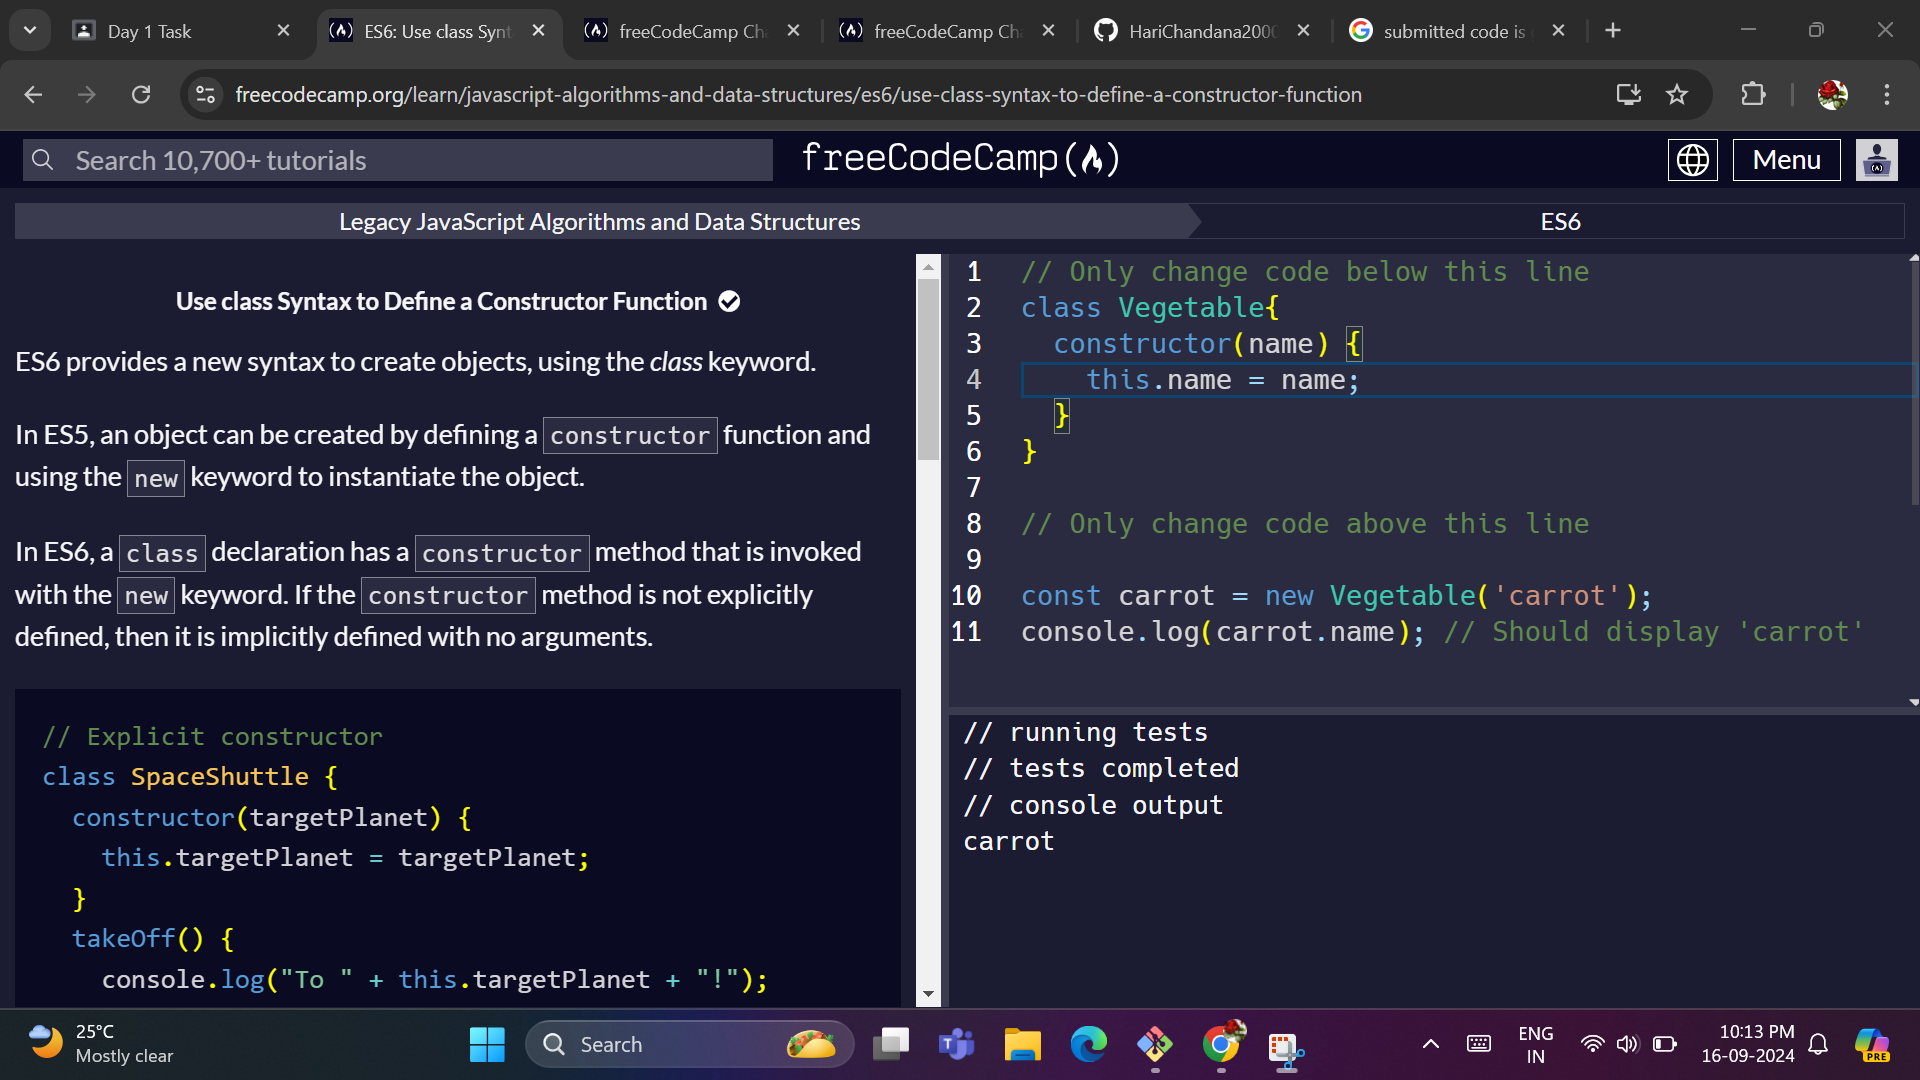 Day 1 Task
ES6: Use class Synt
freeCodeCamp Ch
freeCodeCamp Ch
HariChandana2000
submitted code is
freecodecamp.org/learn/javascript-algorithms-and-data-structures/es6/use-class-syntax-to-define-a-constructor-function
Search 10,700+ tutorials
freeCodeCamp
Menu
Legacy JavaScript Algorithms and Data Structures
ES6
Use class Syntax to Define a Constructor Function
ES6 provides a new syntax to create objects, using the class keyword.
In ES5, an object can be created by defining a constructor function and
using the new keyword to instantiate the object.
In ES6, a class declaration has a constructor method that is invoked
with the new keyword. If the constructor method is not explicitly
defined, then it is implicitly defined with no arguments.
// Explicit constructor
class SpaceShuttle {
constructor(targetPlanet) {
this.targetPlanet = targetPlanet;
}
takeOff() {
console.log("To " + this.targetPlanet + "!");
1 // Only change code below this line
2 class Vegetable{
3 constructor(name) {
4 this.name = name;
5 }
6 }
7
8 // Only change code above this line
9
10 const carrot = new Vegetable('carrot');
11 console.log(carrot.name); // Should display 'carrot'
// running tests
// tests completed
// console output
carrot
25°C
Mostly clear
Search
ENG
IN
10:13 PM
16-09-2024
PRE